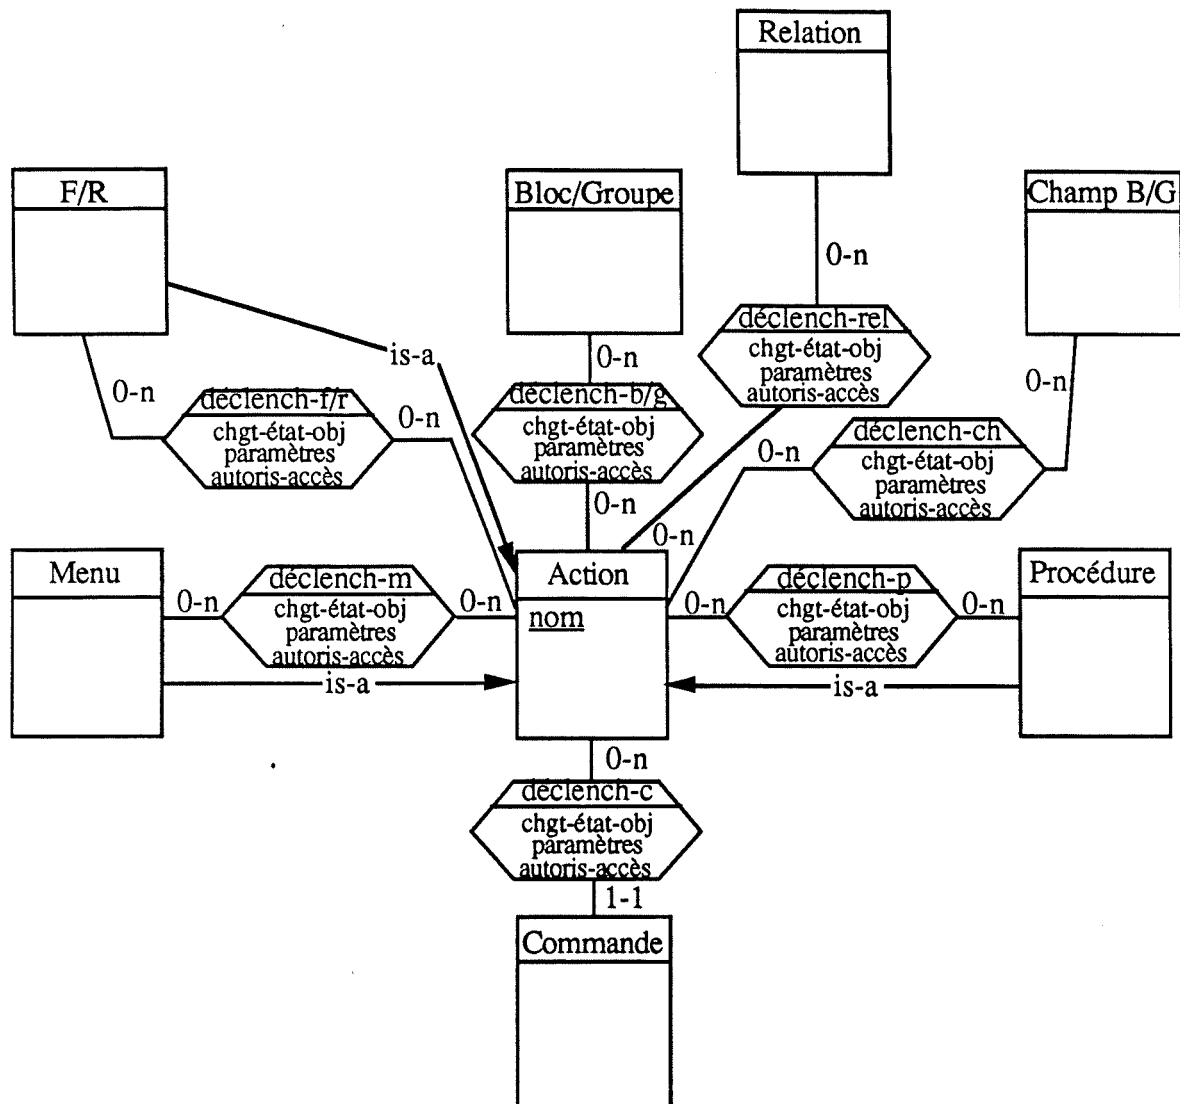 Relation
F/R
Bloc/Groupe
Champ B/G
0-n
déclench-rel
chgt-état-obj
paramètres
autoris-accès
is-a
0-n
0-n
déclench-f/r
chgt-état-obj
paramètres
autoris-accès
0-n
déclench-b/g
chgt-état-obj
paramètres
autoris-accès
0-n
déclench-ch
chgt-état-obj
paramètres
autoris-accès
0-n
0-n
0-n
0-n
Menu
0-n
déclench-m
chgt-état-obj
paramètres
autoris-accès
0-n
is-a
Action
nom
0-n
déclench-p
chgt-état-obj
paramètres
autoris-accès
0-n
is-a
Procédure
0-n
déclench-c
chgt-état-obj
paramètres
autoris-accès
1-1
Commande